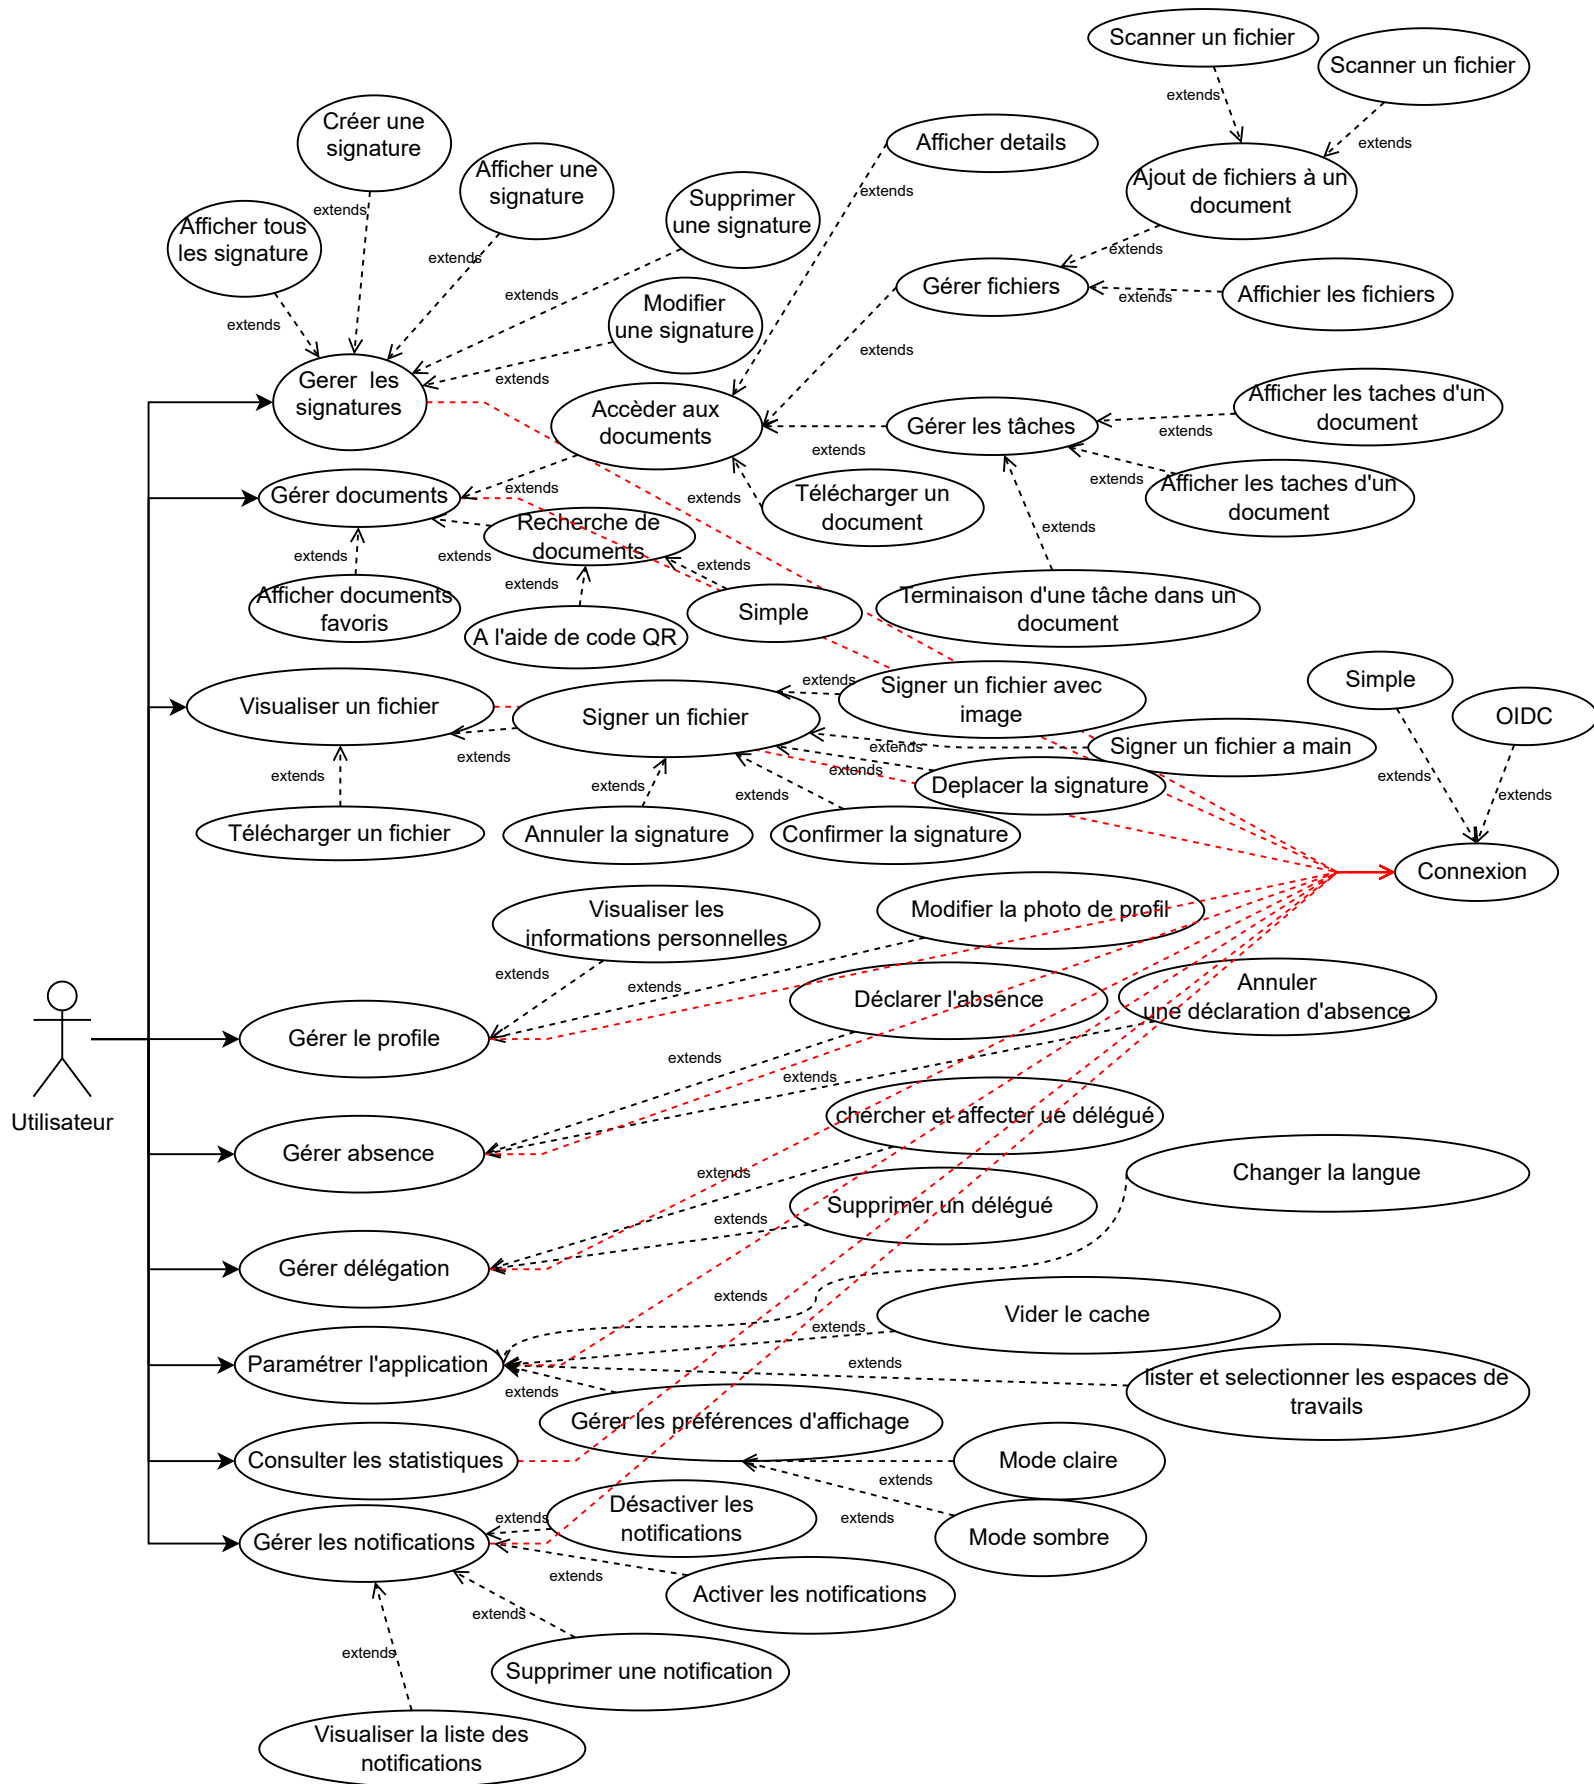 Scanner un fichier
Scanner un fichier
extends
extends
Créer une
signature
Afficher une
signature
Afficher details
extends
Ajout de fichiers à un
document
extends
Supprimer
une signature
Afficher tous
les signature
extends
extends
Gérer fichiers
extends
Affichier les fichiers
extends
Modifier
une signature
extends
extends
extends
Gerer  les
signatures
Accèder aux
documents
Gérer les tâches
extends
Afficher les taches d'un
document
extends
extends
Afficher les taches d'un
document
Gérer documents
extends
extends
Télécharger un
document
extends
Recherche de
documents
extends
extends
extends
extends
Afficher documents
favoris
A l'aide de code QR
Simple
Terminaison d'une tâche dans un
document
Simple
OIDC
Visualiser un fichier
Signer un fichier
extends
Signer un fichier avec
image
extends
extends
Signer un fichier a main
extends
extends
extends
extends
extends
extends
Deplacer la signature
Télécharger un fichier
Annuler la signature
Confirmer la signature
Connexion
Visualiser les
informations personnelles
Modifier la photo de profil
extends
extends
Déclarer l'absence
Annuler
une déclaration d'absence
Gérer le profile
extends
extends
Utilisateur
Gérer absence
chercher et affecter ue délégué
extends
Changer la langue
extends
Supprimer un délégué
Gérer délégation
extends
Vider le cache
extends
Paramétrer l'application
extends
lister et selectionner les espaces de
travails
extends
Gérer les préférences d'affichage
Consulter les statistiques
Mode claire
extends
Désactiver les
notifications
extends
extends
Mode sombre
Gérer les notifications
extends
Activer les notifications
extends
extends
Supprimer une notification
Visualiser la liste des
notifications